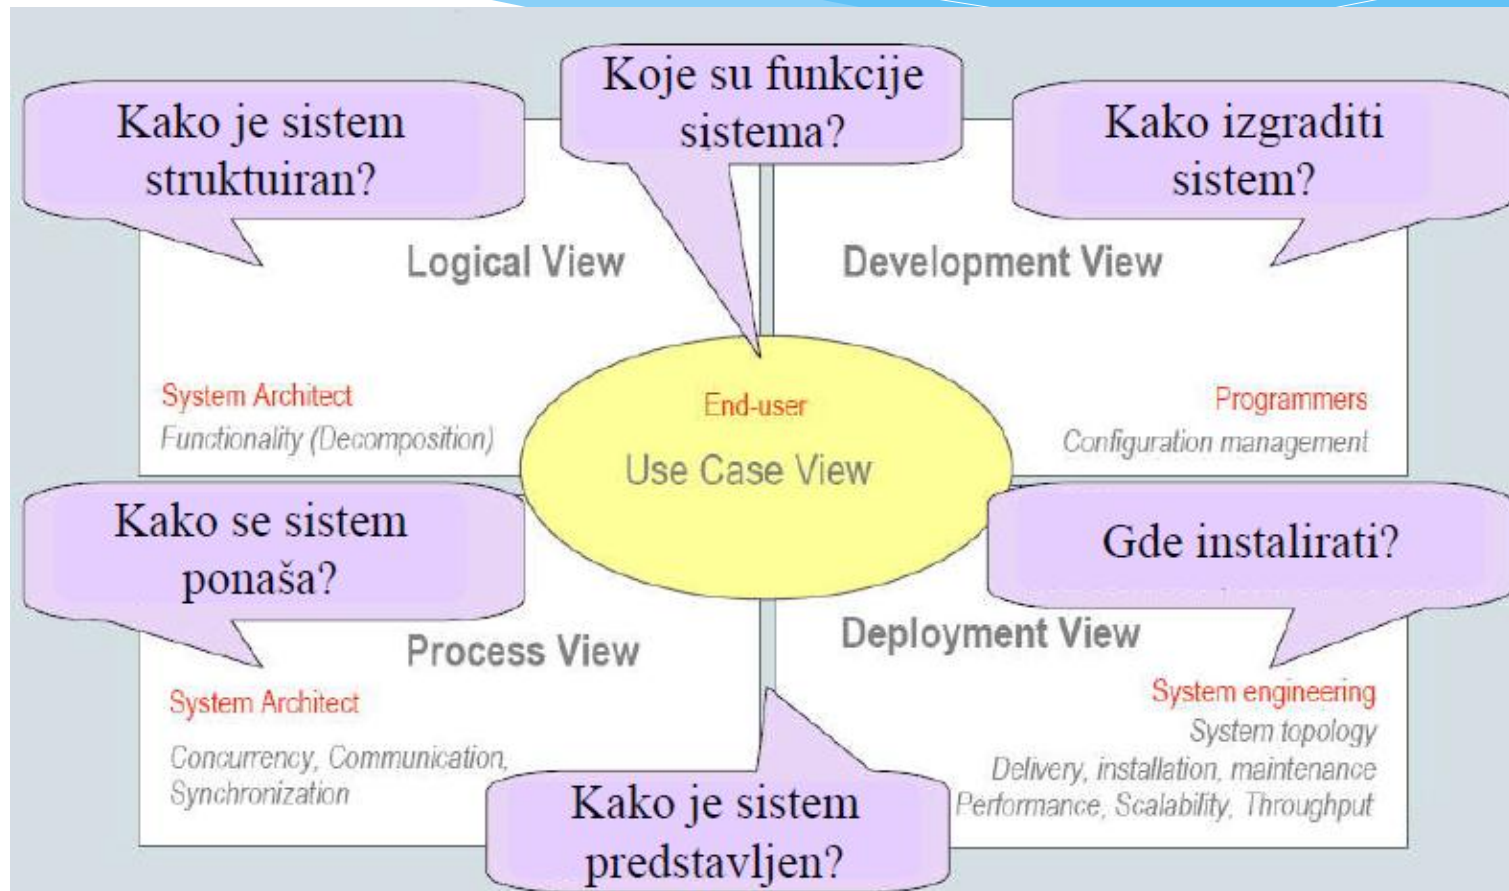 Kako je sistem
struktuiran?
Koje su funkcije
sistema?
Kako izgraditi
sistem?
Logical View
Development View
System Architect
Functionality (Decomposition)
End-user
Use Case View
Programmers
Configuration management
Kako se sistem
ponaša?
Gde instalirati?
Process View
Deployment View
System Architect
Concurrency, Communication,
Synchronization
System engineering
System topology
Delivery, installation, maintenance
Performance, Scalability, Throughput
Kako je sistem
predstavljen?